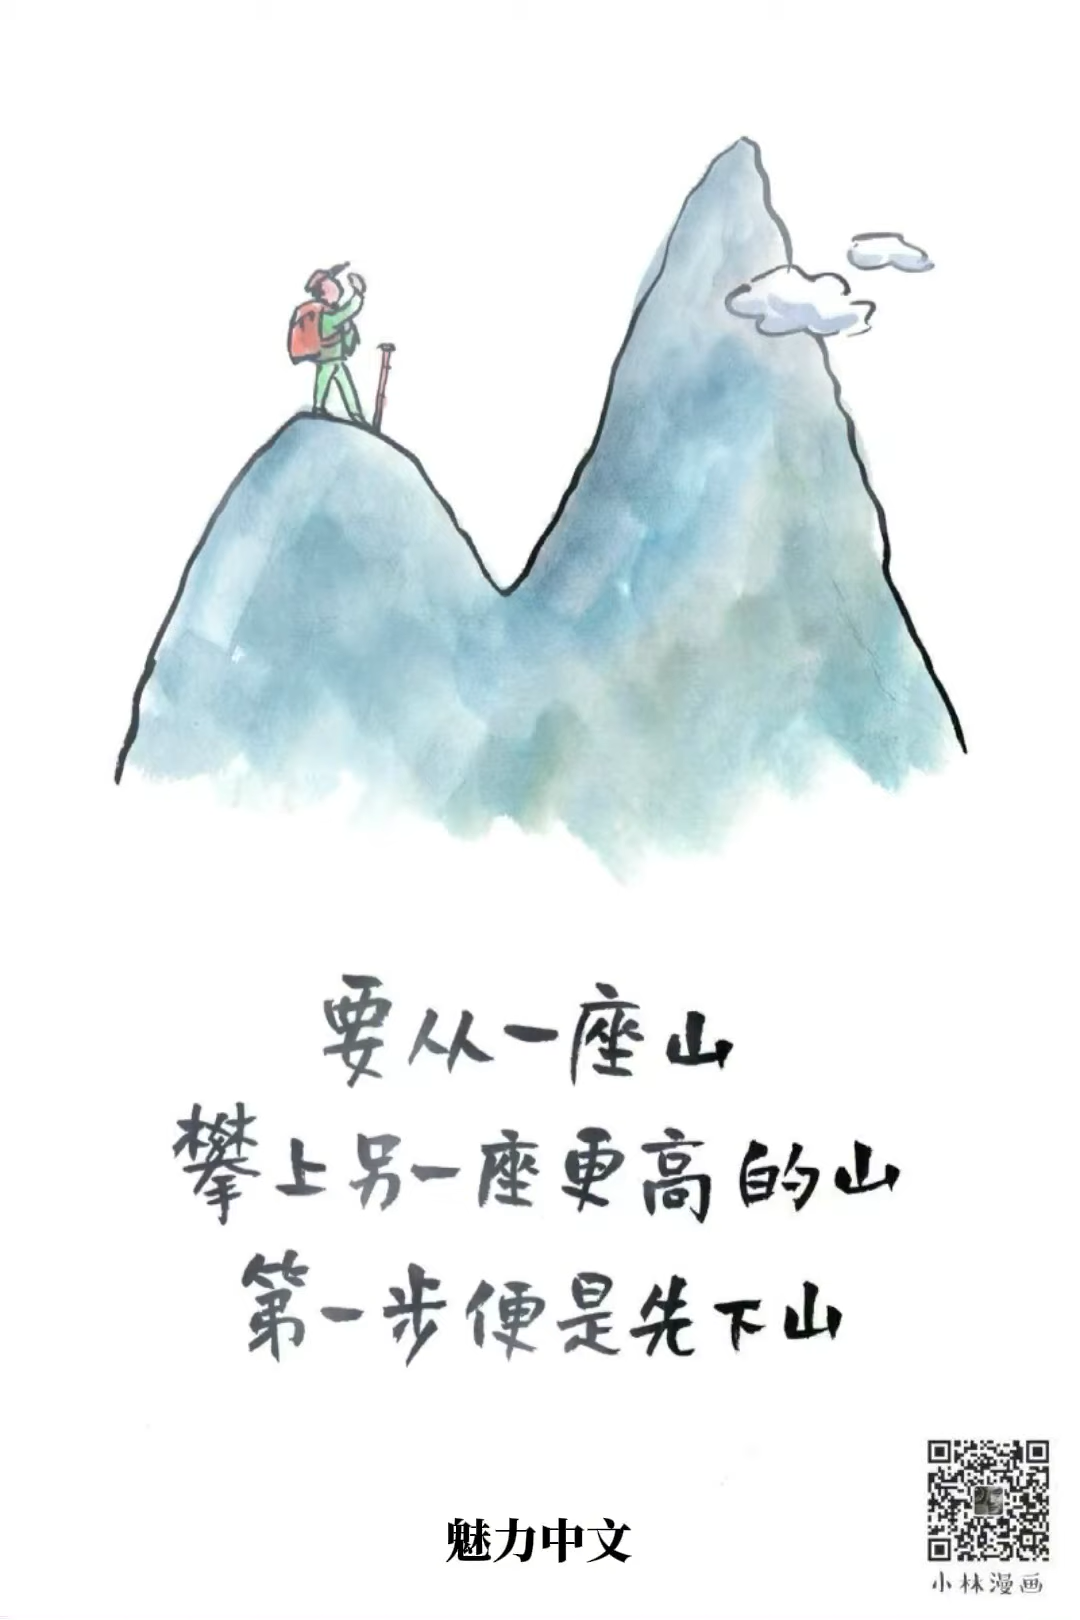 要从一座山
攀上另一座更高的山
第一步便是先下山
魅力中文
小林漫画